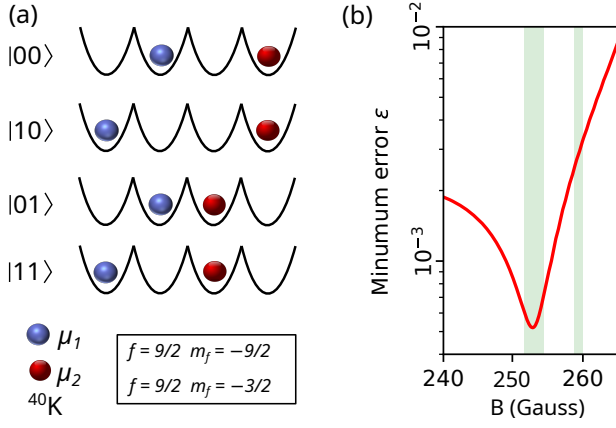 (a)
|00⟩
|10⟩
|01⟩
|11⟩
μ1
μ2
40K
f = 9/2 mf = −9/2
f = 9/2 mf = −3/2
(b)
Minumum error ε
10−2
10−3
240
250
260
B (Gauss)